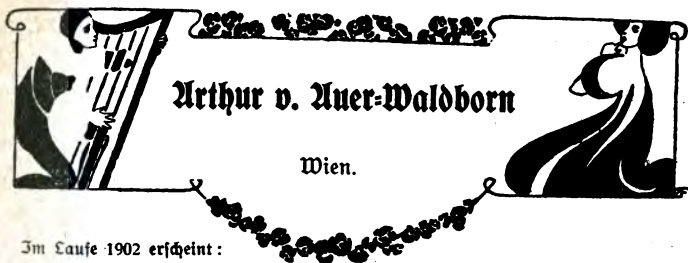 Arthur v. Auer-Waldborn
Wien.
Im Laufe 1902 erscheint: